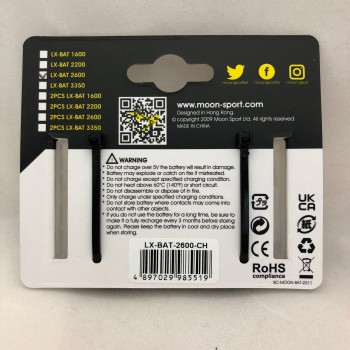 LX-BAT 1600
LX-BAT 2200
LX-BAT 2600
LX-BAT 3350
2PCS LX-BAT 1600
2PCS LX-BAT 2200
2PCS LX-BAT 2600
2PCS LX-BAT 3350
www.moon-sport.com
Designed in Hong Kong.
copyright © 2009 Moon Sport Ltd. All Rights Reserved.
MADE IN CHINA
WARNING
* Do not charge over 5V the battery will result in damage.
* Battery may explode or catch on fire if mistreated.
* Do not charge except specified charging condition.
* Do not heat above 60°C (140°F) or short circuit.
* Do not disassemble or dispose of in fire.
* Only charge under specified charging conditions.
* Do not store battery where contacts may come into
contact with other objects.
* If you do not use the battery for a long time, be sure to
make it a fully recharge every 3 months before storing
again. Please keep the battery in cool and dry place
when storing.
LX-BAT-2600-CH
4 897029 985519
UK
CA
CE
RoHS
compliance
SC-MOON-BAT-2011